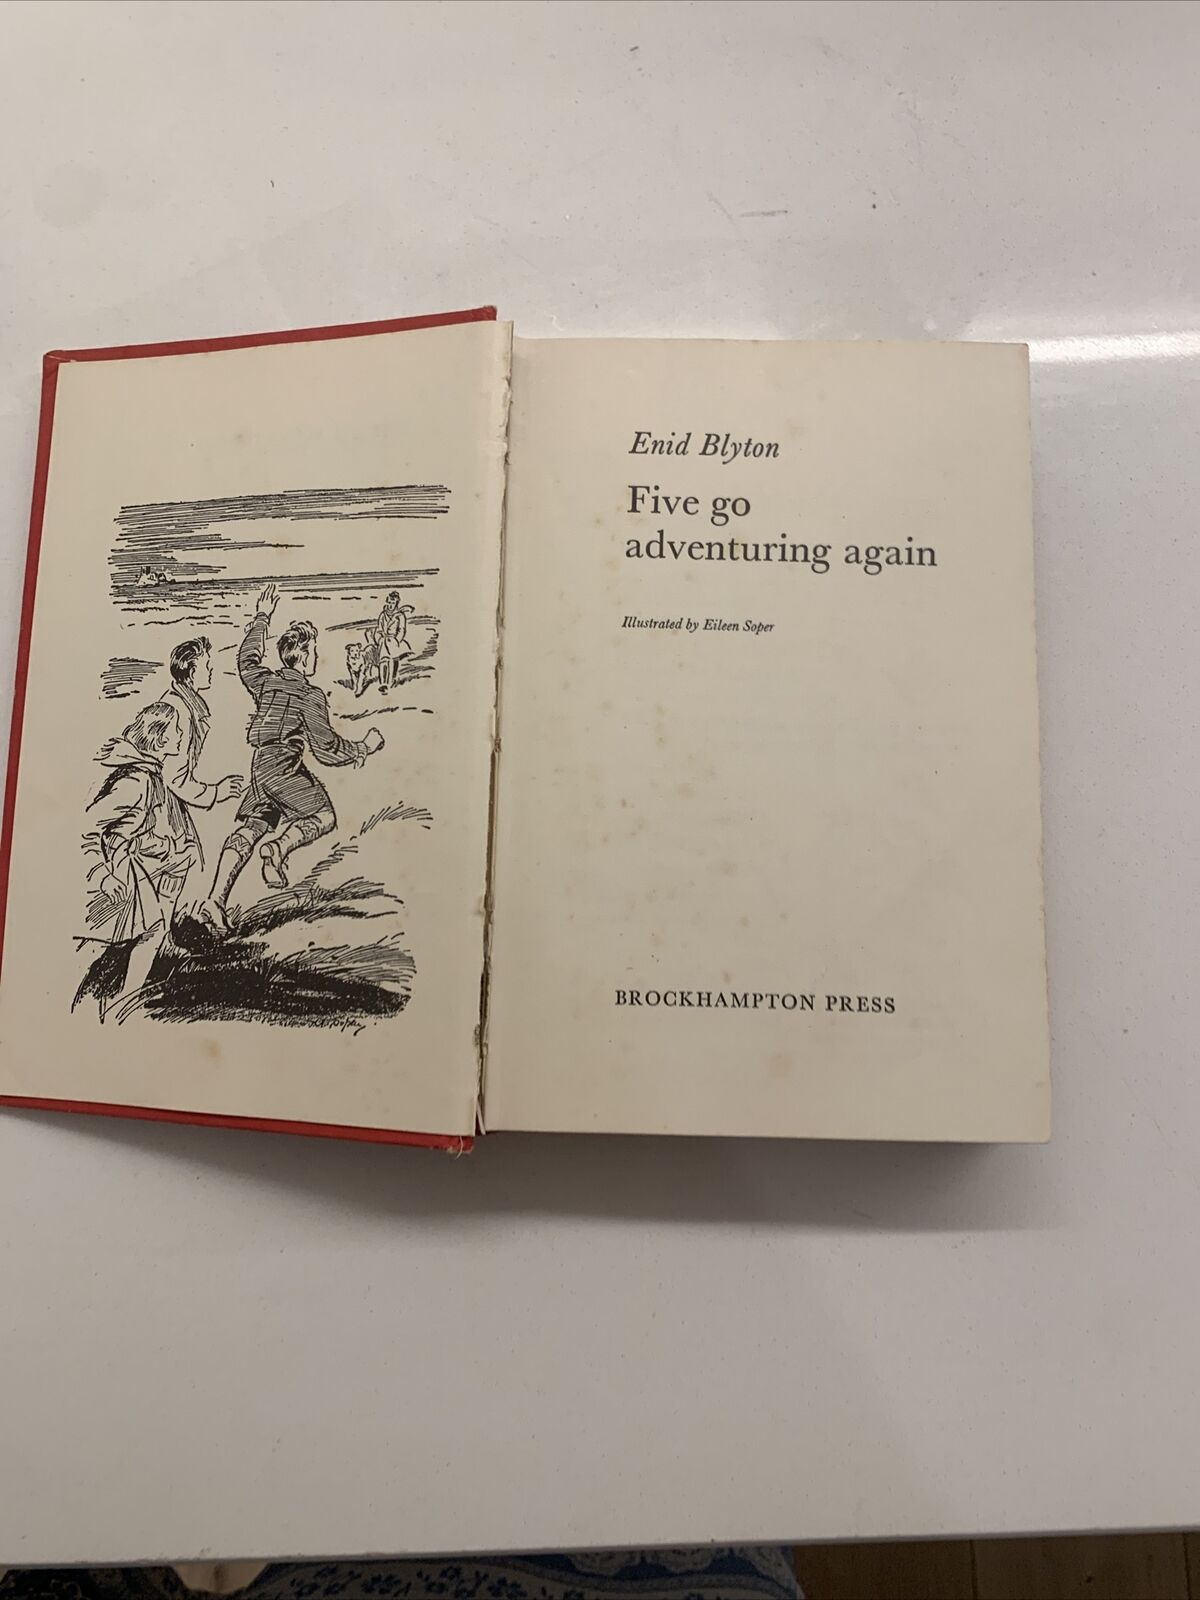 Enid Blyton
Five go
adventuring again
Illustrated by Eileen Soper
BROCKHAMPTON PRESS